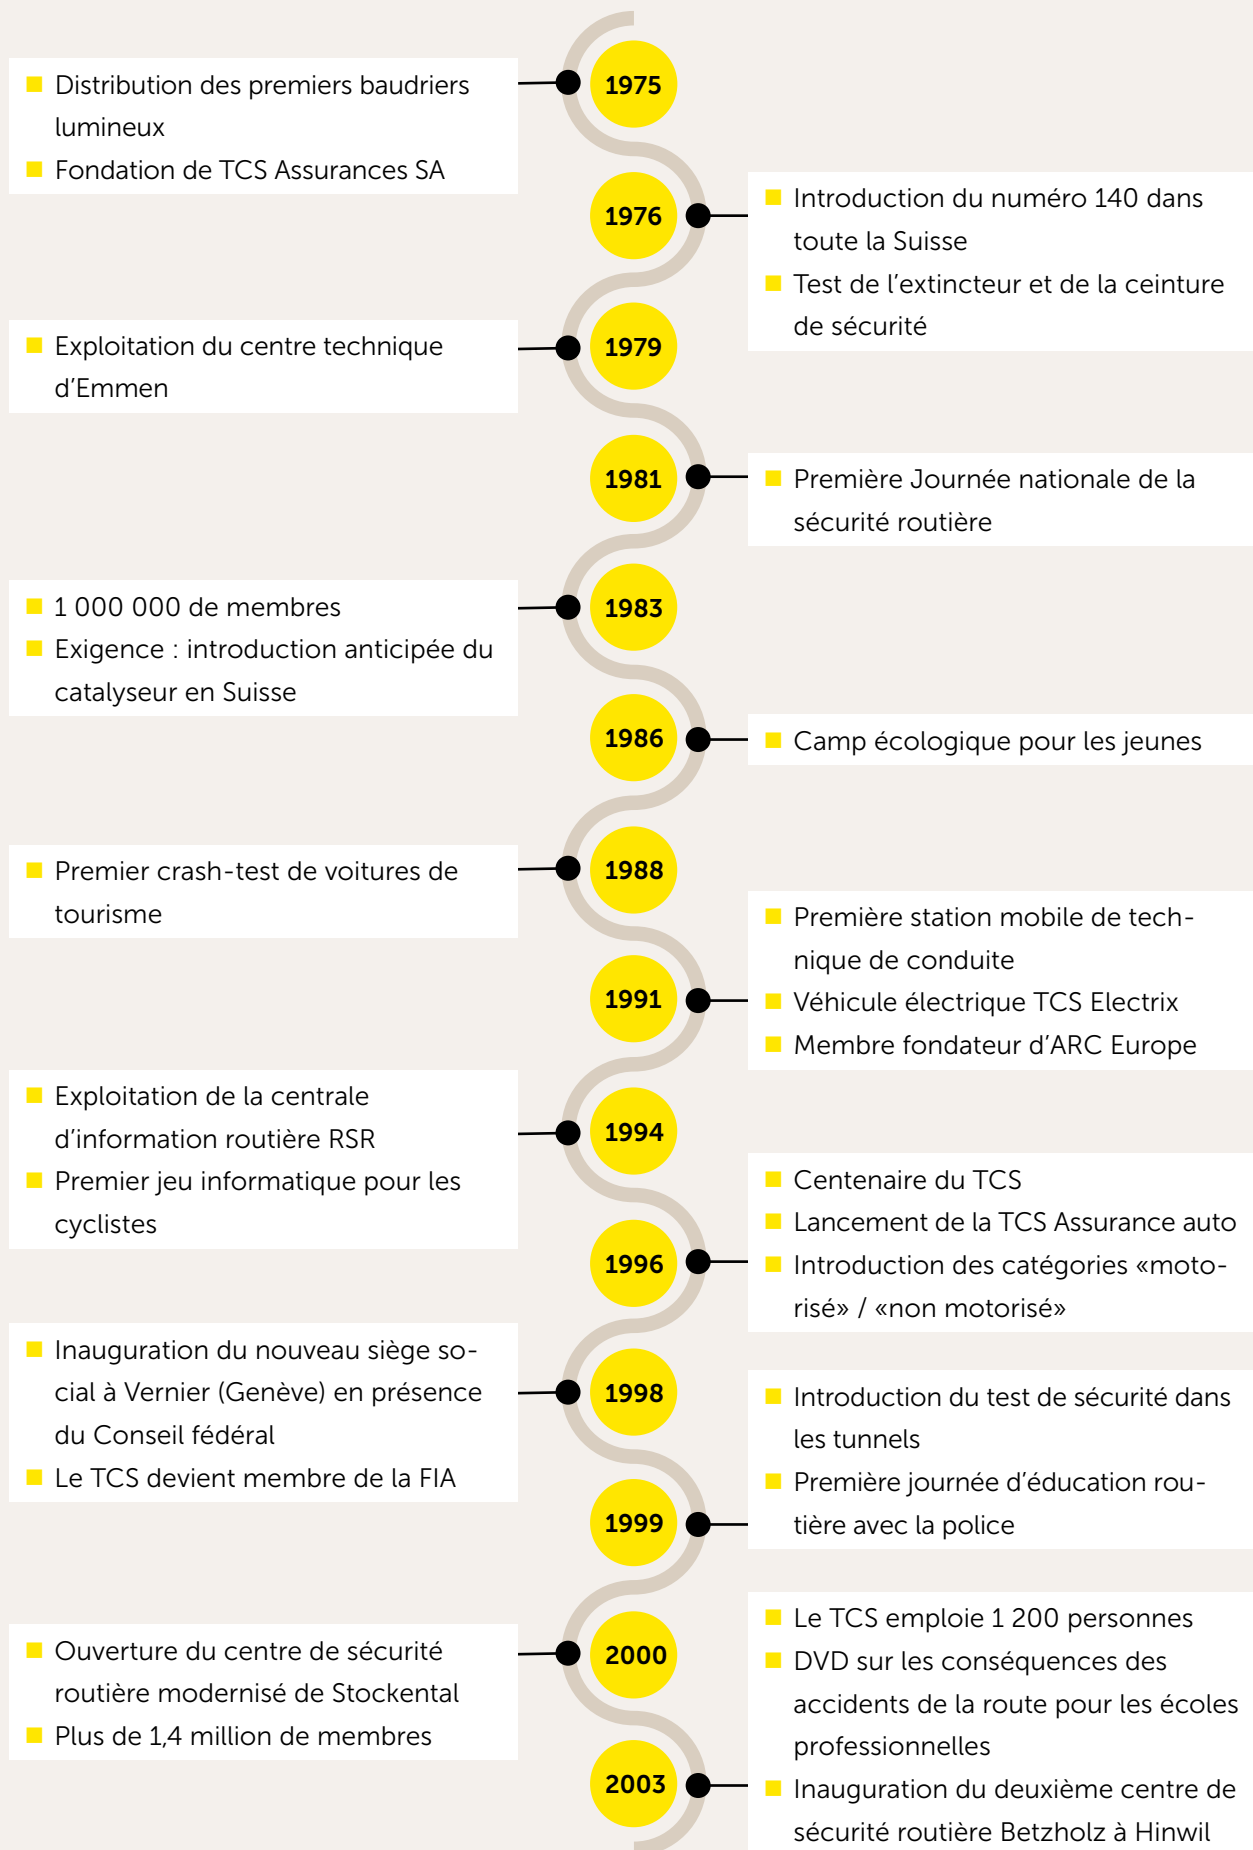 1975
Distribution des premiers baudriers
lumineux
Fondation de TCS Assurances SA
1976
Introduction du numéro 140 dans
toute la Suisse
Test de l’extincteur et de la ceinture
de sécurité
1979
Exploitation du centre technique
d’Emmen
1981
Première Journée nationale de la
sécurité routière
1983
1 000 000 de membres
Exigence : introduction anticipée du
catalyseur en Suisse
1986
Camp écologique pour les jeunes
1988
Premier crash-test de voitures de
tourisme
1991
Première station mobile de tech-
nique de conduite
Véhicule électrique TCS Electrix
Membre fondateur d’ARC Europe
1994
Exploitation de la centrale
d’information routière RSR
Premier jeu informatique pour les
cyclistes
1996
Centenaire du TCS
Lancement de la TCS Assurance auto
Introduction des catégories «moto-
risé» / «non motorisé»
1998
Inauguration du nouveau siège so-
cial à Vernier (Genève) en présence
du Conseil fédéral
Le TCS devient membre de la FIA
1999
Introduction du test de sécurité dans
les tunnels
Première journée d’éducation rou-
tière avec la police
2000
Ouverture du centre de sécurité
routière modernisé de Stockental
Plus de 1,4 million de membres
2003
Le TCS emploie 1 200 personnes
DVD sur les conséquences des
accidents de la route pour les écoles
professionnelles
Inauguration du deuxième centre de
sécurité routière Betzholz à Hinwil